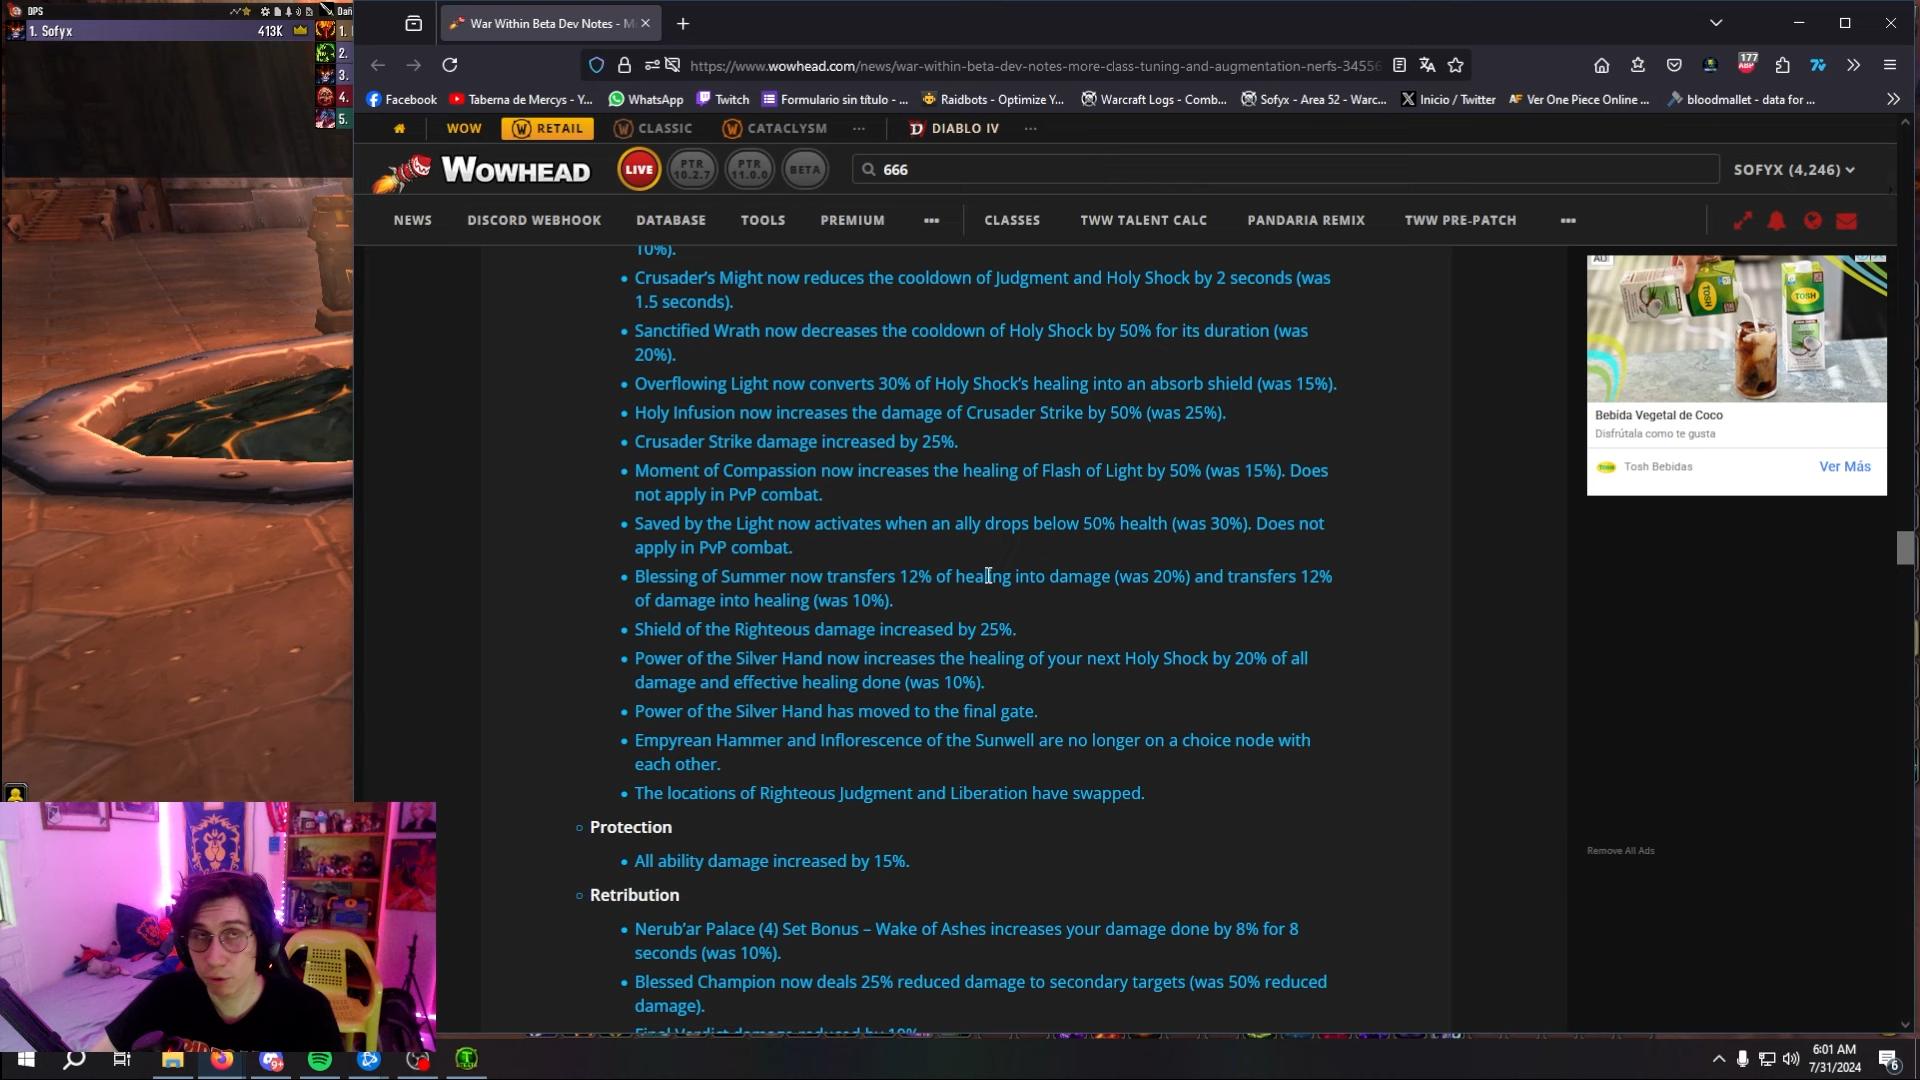 DPS
1. Sofyx 413K
1.
2.
3.
4.
5.
War Within Beta Dev Notes - M
https://www.wowhead.com/news/war-within-beta-dev-notes-more-class-tuning-and-augmentation-nerfs-34556
177
ABP
Facebook
Taberna de Mercys - Y...
WhatsApp
Twitch
Formulario sin título - ...
Raidbots - Optimize Y...
Warcraft Logs - Comb...
Sofyx - Area 52 - Warc...
Inicio / Twitter
Ver One Piece Online ...
bloodmallet - data for ...
WOW
RETAIL
CLASSIC
CATACLYSM
...
DIABLO IV
...
WOWHEAD
LIVE
PTR 10.2.7
PTR 11.0.0
BETA
666
SOFYX (4,246)
NEWS
DISCORD WEBHOOK
DATABASE
TOOLS
PREMIUM
CLASSES
TWW TALENT CALC
PANDARIA REMIX
TWW PRE-PATCH
10%).
• Crusader's Might now reduces the cooldown of Judgment and Holy Shock by 2 seconds (was
1.5 seconds).
• Sanctified Wrath now decreases the cooldown of Holy Shock by 50% for its duration (was
20%).
• Overflowing Light now converts 30% of Holy Shock's healing into an absorb shield (was 15%).
• Holy Infusion now increases the damage of Crusader Strike by 50% (was 25%).
• Crusader Strike damage increased by 25%.
• Moment of Compassion now increases the healing of Flash of Light by 50% (was 15%). Does
not apply in PvP combat.
• Saved by the Light now activates when an ally drops below 50% health (was 30%). Does not
apply in PvP combat.
• Blessing of Summer now transfers 12% of healing into damage (was 20%) and transfers 12%
of damage into healing (was 10%).
• Shield of the Righteous damage increased by 25%.
• Power of the Silver Hand now increases the healing of your next Holy Shock by 20% of all
damage and effective healing done (was 10%).
• Power of the Silver Hand has moved to the final gate.
• Empyrean Hammer and Inflorescence of the Sunwell are no longer on a choice node with
each other.
• The locations of Righteous Judgment and Liberation have swapped.
Protection
• All ability damage increased by 15%.
Retribution
• Nerub'ar Palace (4) Set Bonus – Wake of Ashes increases your damage done by 8% for 8
seconds (was 10%).
• Blessed Champion now deals 25% reduced damage to secondary targets (was 50% reduced
damage).
Final Verdict damage reduced by 10%
TOSH
Bebida Vegetal de Coco
Disfrútala como te gusta
Tosh Bebidas
Ver Más
Remove All Ads
6:01 AM
7/31/2024
6